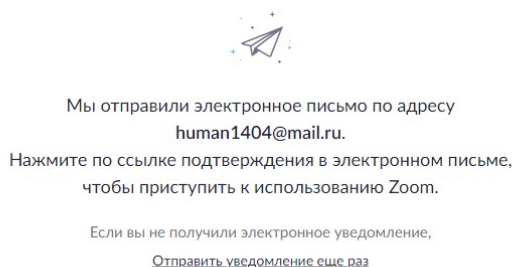 Мы отправили электронное письмо по адресу
human1404@mail.ru.
Нажмите по ссылке подтверждения в электронном письме,
чтобы приступить к использованию Zoom.
Если вы не получили электронное уведомление,
Отправить уведомление еще раз